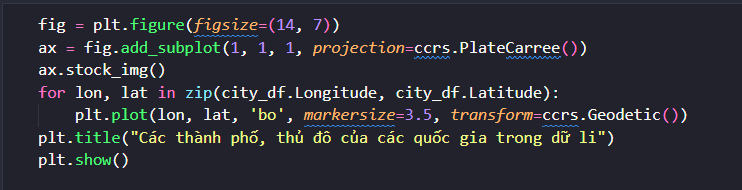 fig = plt.figure(figsize=(14, 7))
ax = fig.add_subplot(1, 1, 1, projection=ccrs.PlateCarree())
ax.stock_img()
for lon, lat in zip(city_df.Longitude, city_df.Latitude):
    plt.plot(lon, lat, 'bo', markersize=3.5, transform=ccrs.Geodetic())
plt.title("Các thành phố, thủ đô của các quốc gia trong dữ li")
plt.show()